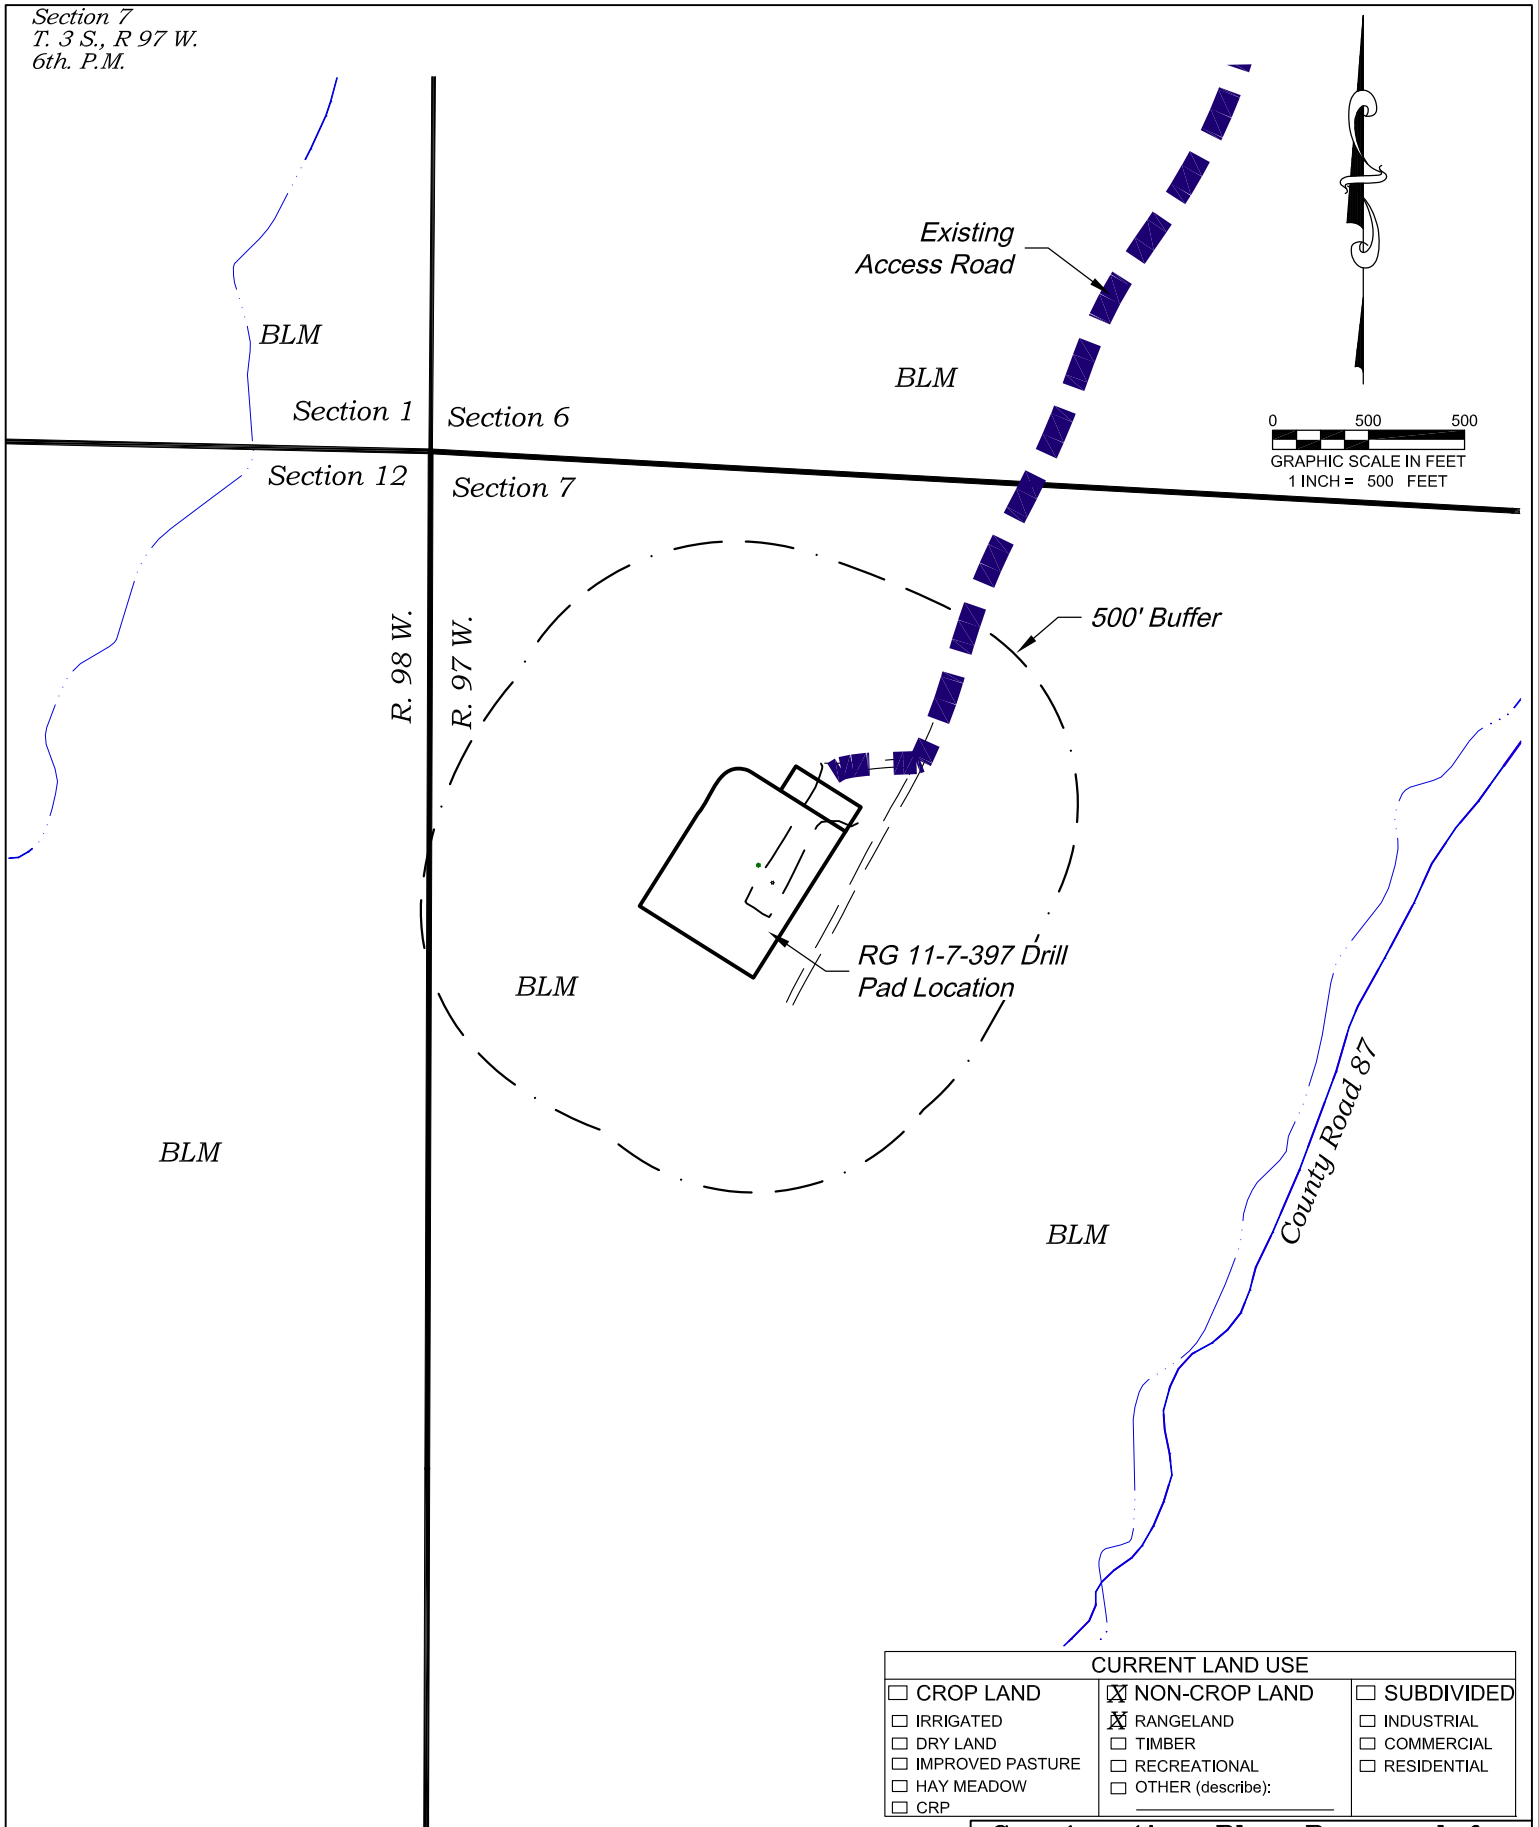 Section 7
T. 3 S., R 97 W.
6th. P.M.
Existing
Access Road
BLM
BLM
Section 1
Section 6
0 500 500
GRAPHIC SCALE IN FEET
1 INCH = 500 FEET
Section 12
Section 7
R. 98 W.
R. 97 W.
500' Buffer
RG 11-7-397 Drill
Pad Location
BLM
County Road 87
BLM
BLM
CURRENT LAND USE
CROP LAND
IRRIGATED
DRY LAND
IMPROVED PASTURE
HAY MEADOW
CRP
X NON-CROP LAND
X RANGELAND
TIMBER
RECREATIONAL
OTHER (describe):
SUBDIVIDED
INDUSTRIAL
COMMERCIAL
RESIDENTIAL